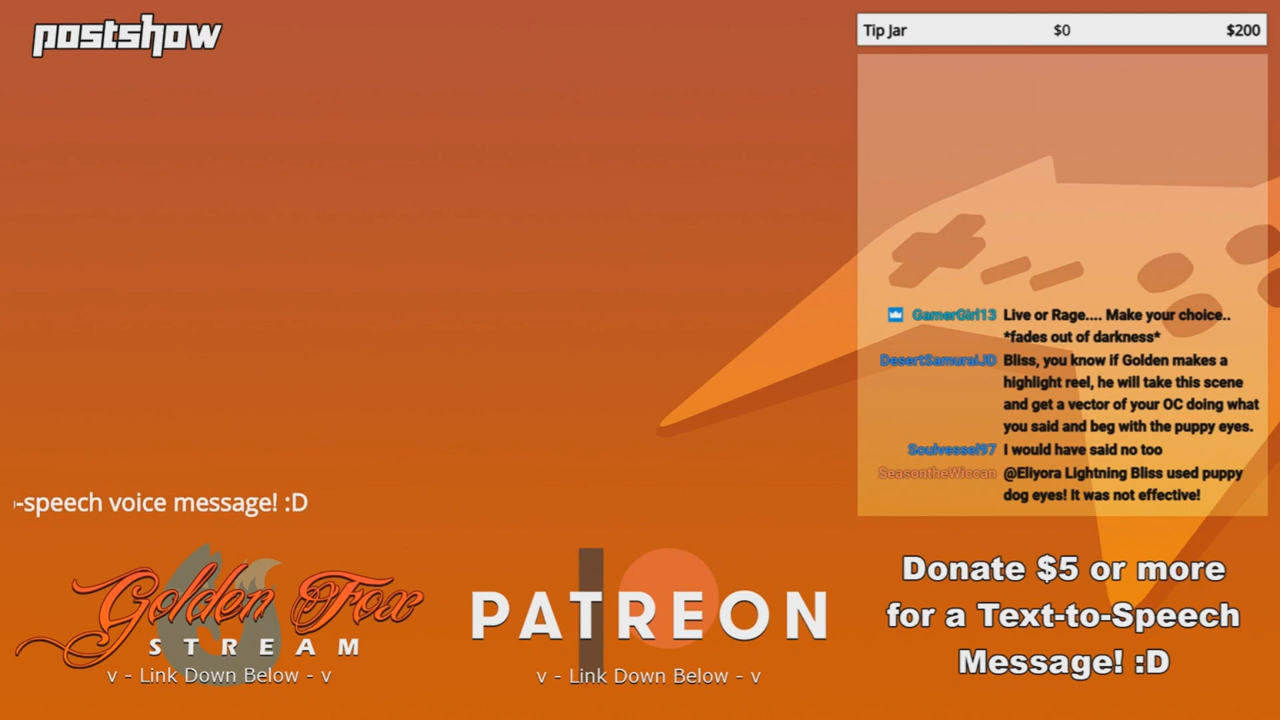 postshow
Tip Jar $0 $200
GamerGirl13 Live or Rage.... Make your choice..
*fades out of darkness*
DesertSamuraiJD Bliss, you know if Golden makes a
highlight reel, he will take this scene
and get a vector of your OC doing what
you said and beg with the puppy eyes.
Soulvessel97 I would have said no too
SeasontheWiccan @Eliyora Lightning Bliss used puppy
dog eyes! It was not effective!
-speech voice message! :D
Golden Fox
STREAM
v - Link Down Below - v
PATREON
v - Link Down Below - v
Donate $5 or more
for a Text-to-Speech
Message! :D